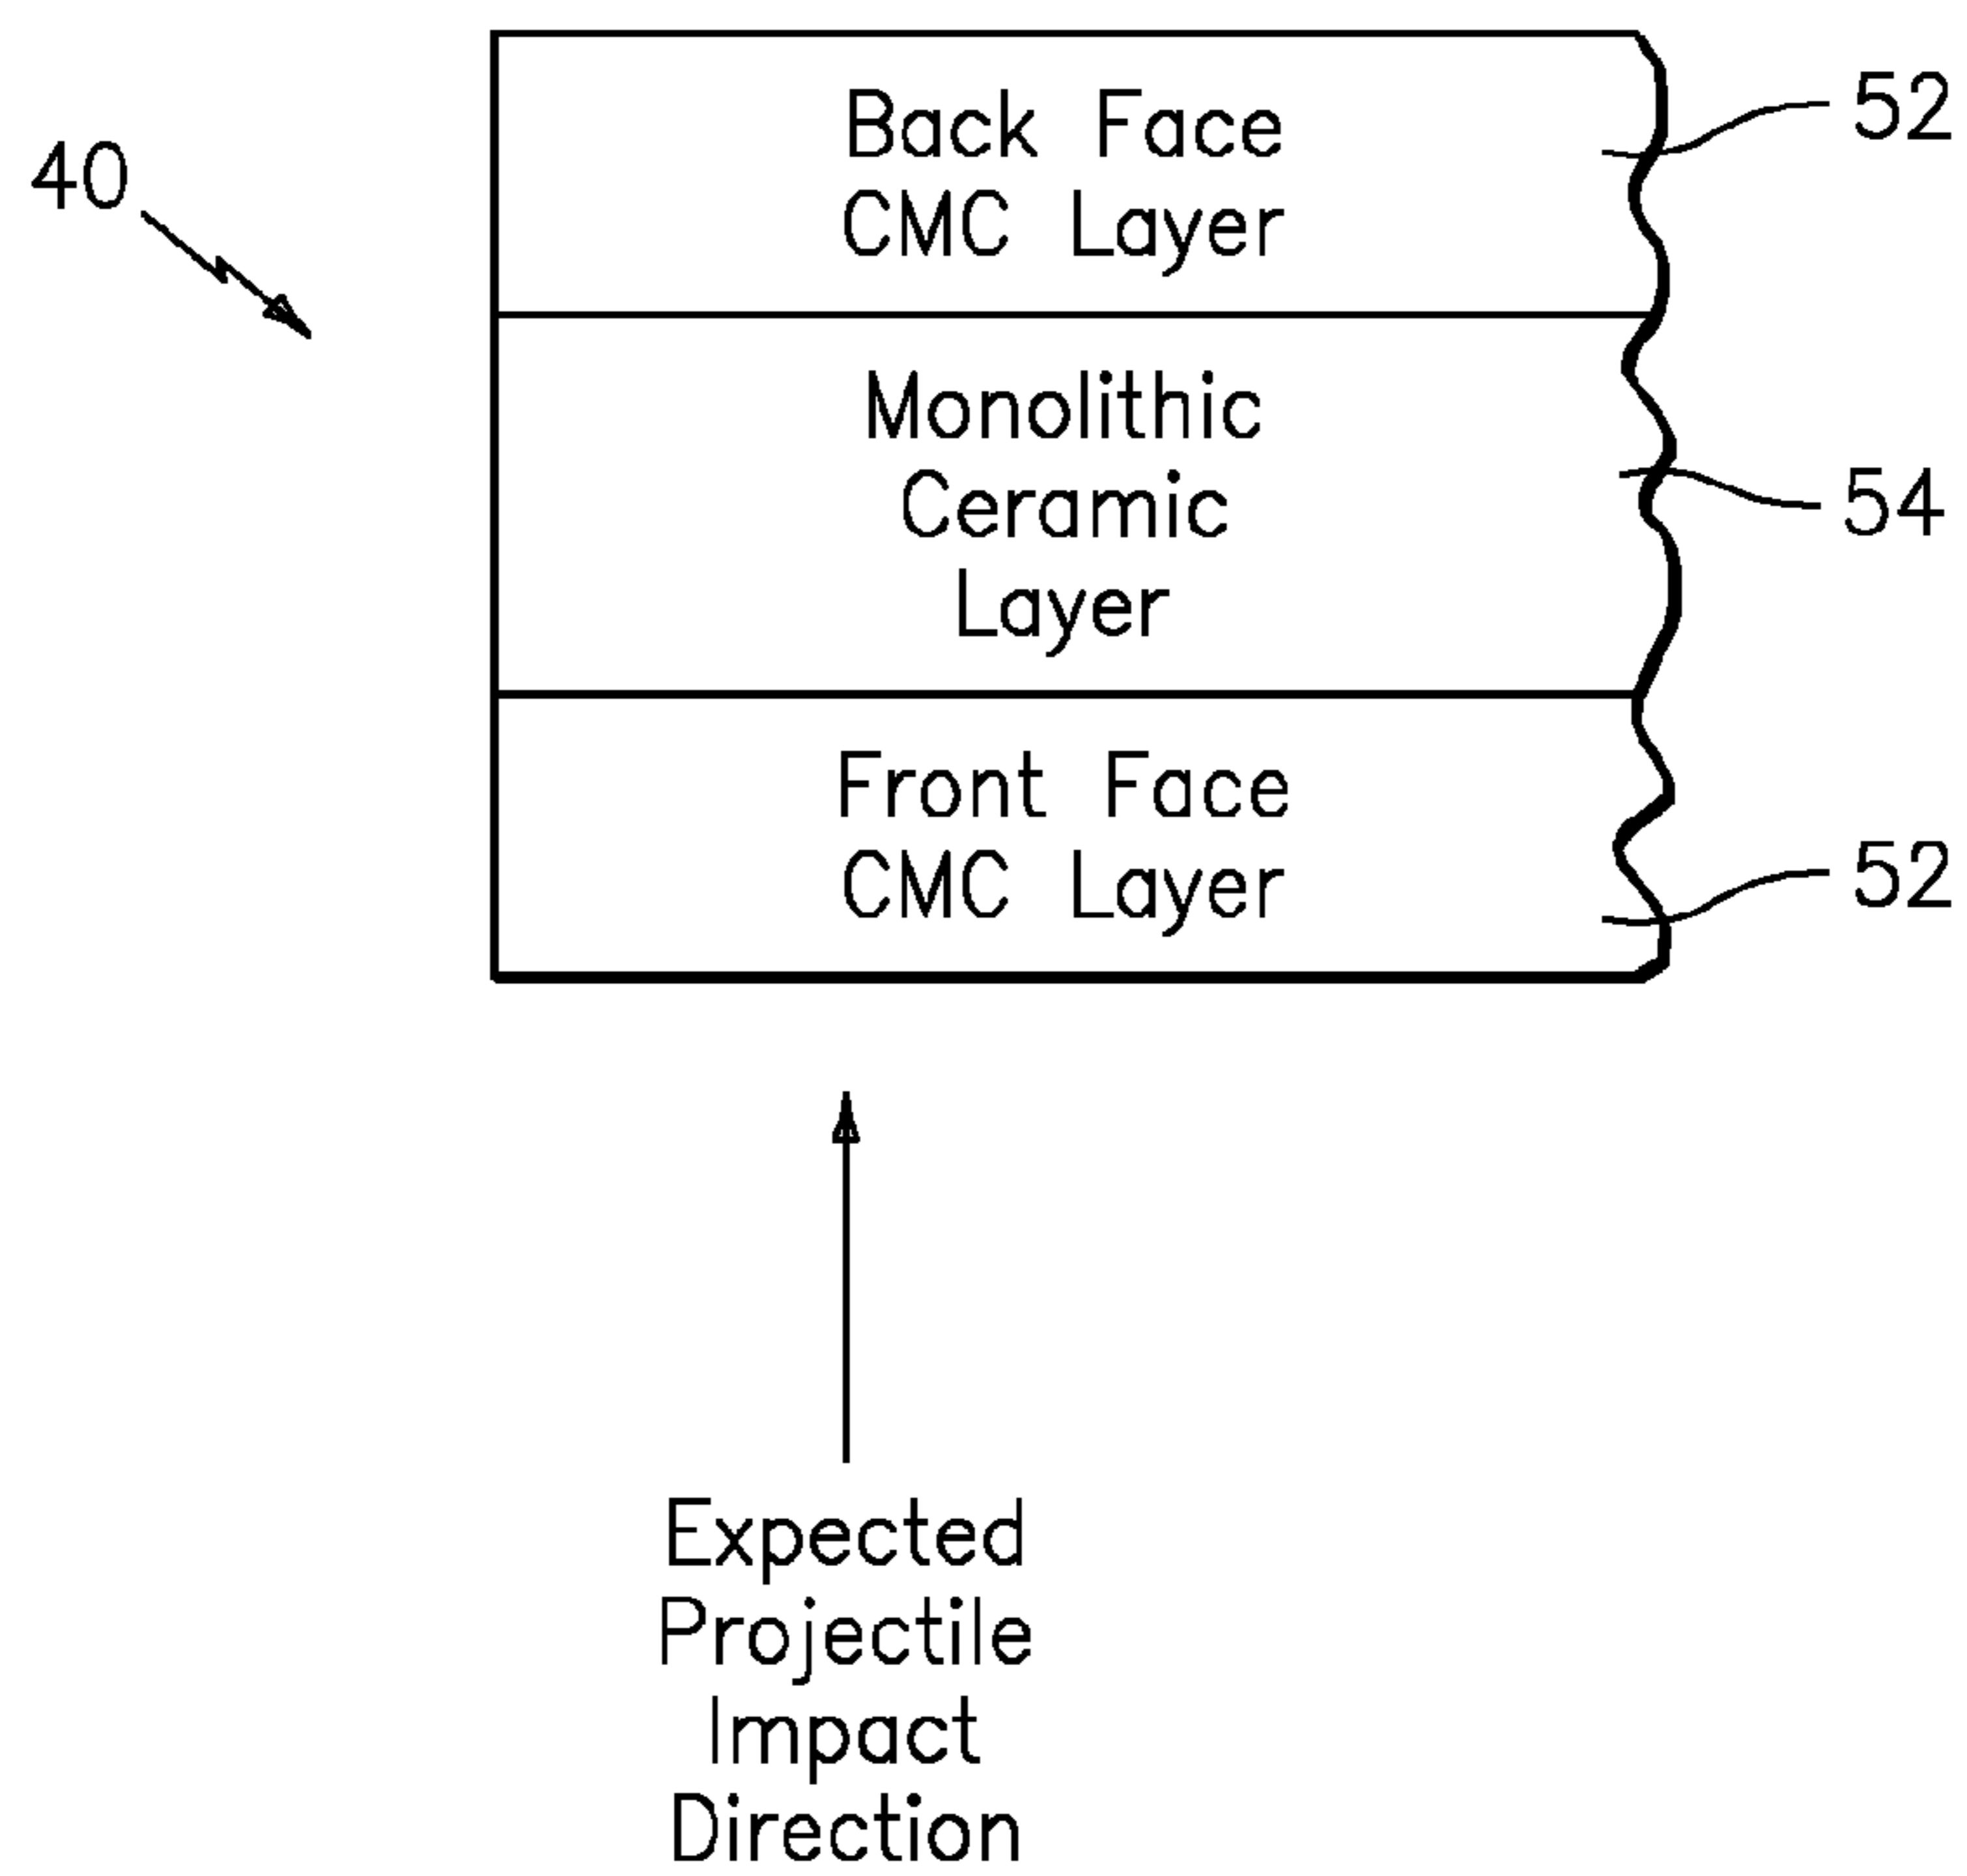 Back Face
52
40
CMC Layer
Monolithic
Ceramic
54
Layer
Front Face
CMC Layer
52
Expected
Projectile
Impact
Direction